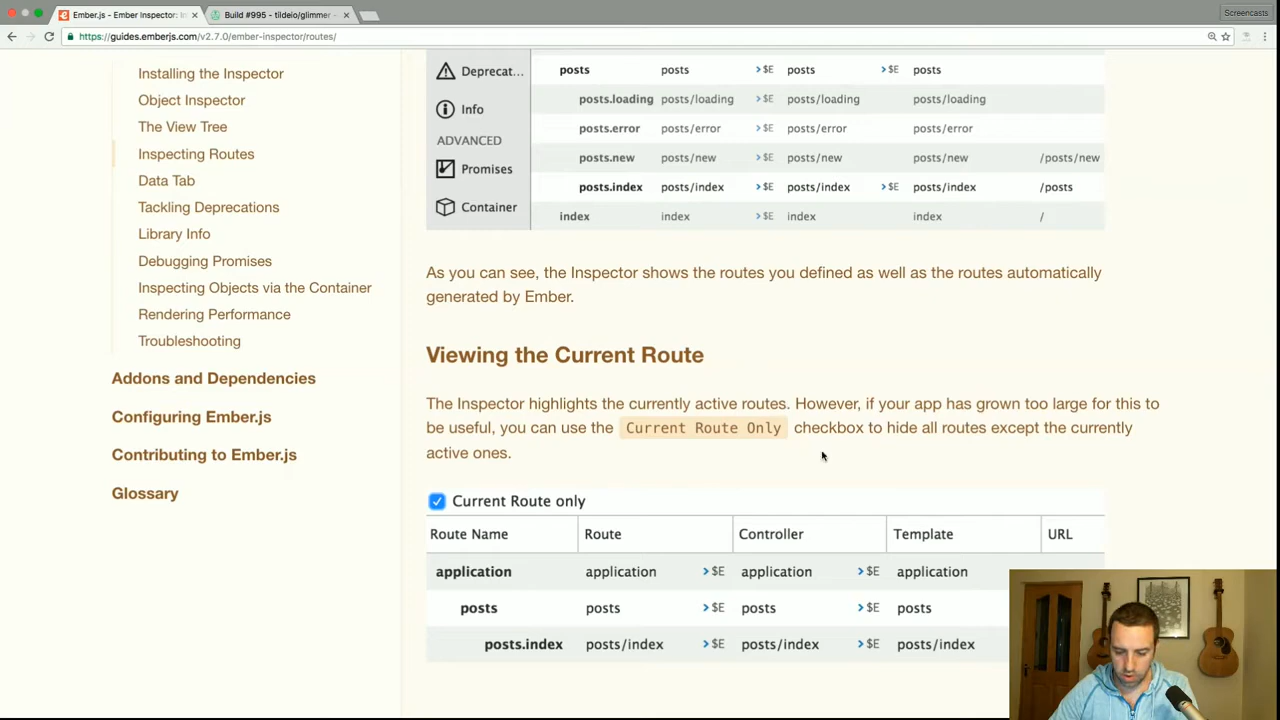 Ember.js - Ember Inspector: In
Build #995 - tildeio/glimmer -
Screencasts
https://guides.emberjs.com/v2.7.0/ember-inspector/routes/
Installing the Inspector
Object Inspector
The View Tree
Inspecting Routes
Data Tab
Tackling Deprecations
Library Info
Debugging Promises
Inspecting Objects via the Container
Rendering Performance
Troubleshooting
Addons and Dependencies
Configuring Ember.js
Contributing to Ember.js
Glossary
Deprecat...
Info
ADVANCED
Promises
Container
posts posts >$E posts >$E posts
posts.loading posts/loading >$E posts/loading posts/loading
posts.error posts/error >$E posts/error posts/error
posts.new posts/new >$E posts/new posts/new /posts/new
posts.index posts/index >$E posts/index >$E posts/index /posts
index index >$E index index /
As you can see, the Inspector shows the routes you defined as well as the routes automatically
generated by Ember.
Viewing the Current Route
The Inspector highlights the currently active routes. However, if your app has grown too large for this to
be useful, you can use the Current Route Only checkbox to hide all routes except the currently
active ones.
Current Route only
Route Name Route Controller Template URL
application application >$E application >$E application
posts posts >$E posts >$E posts
posts.index posts/index >$E posts/index >$E posts/index